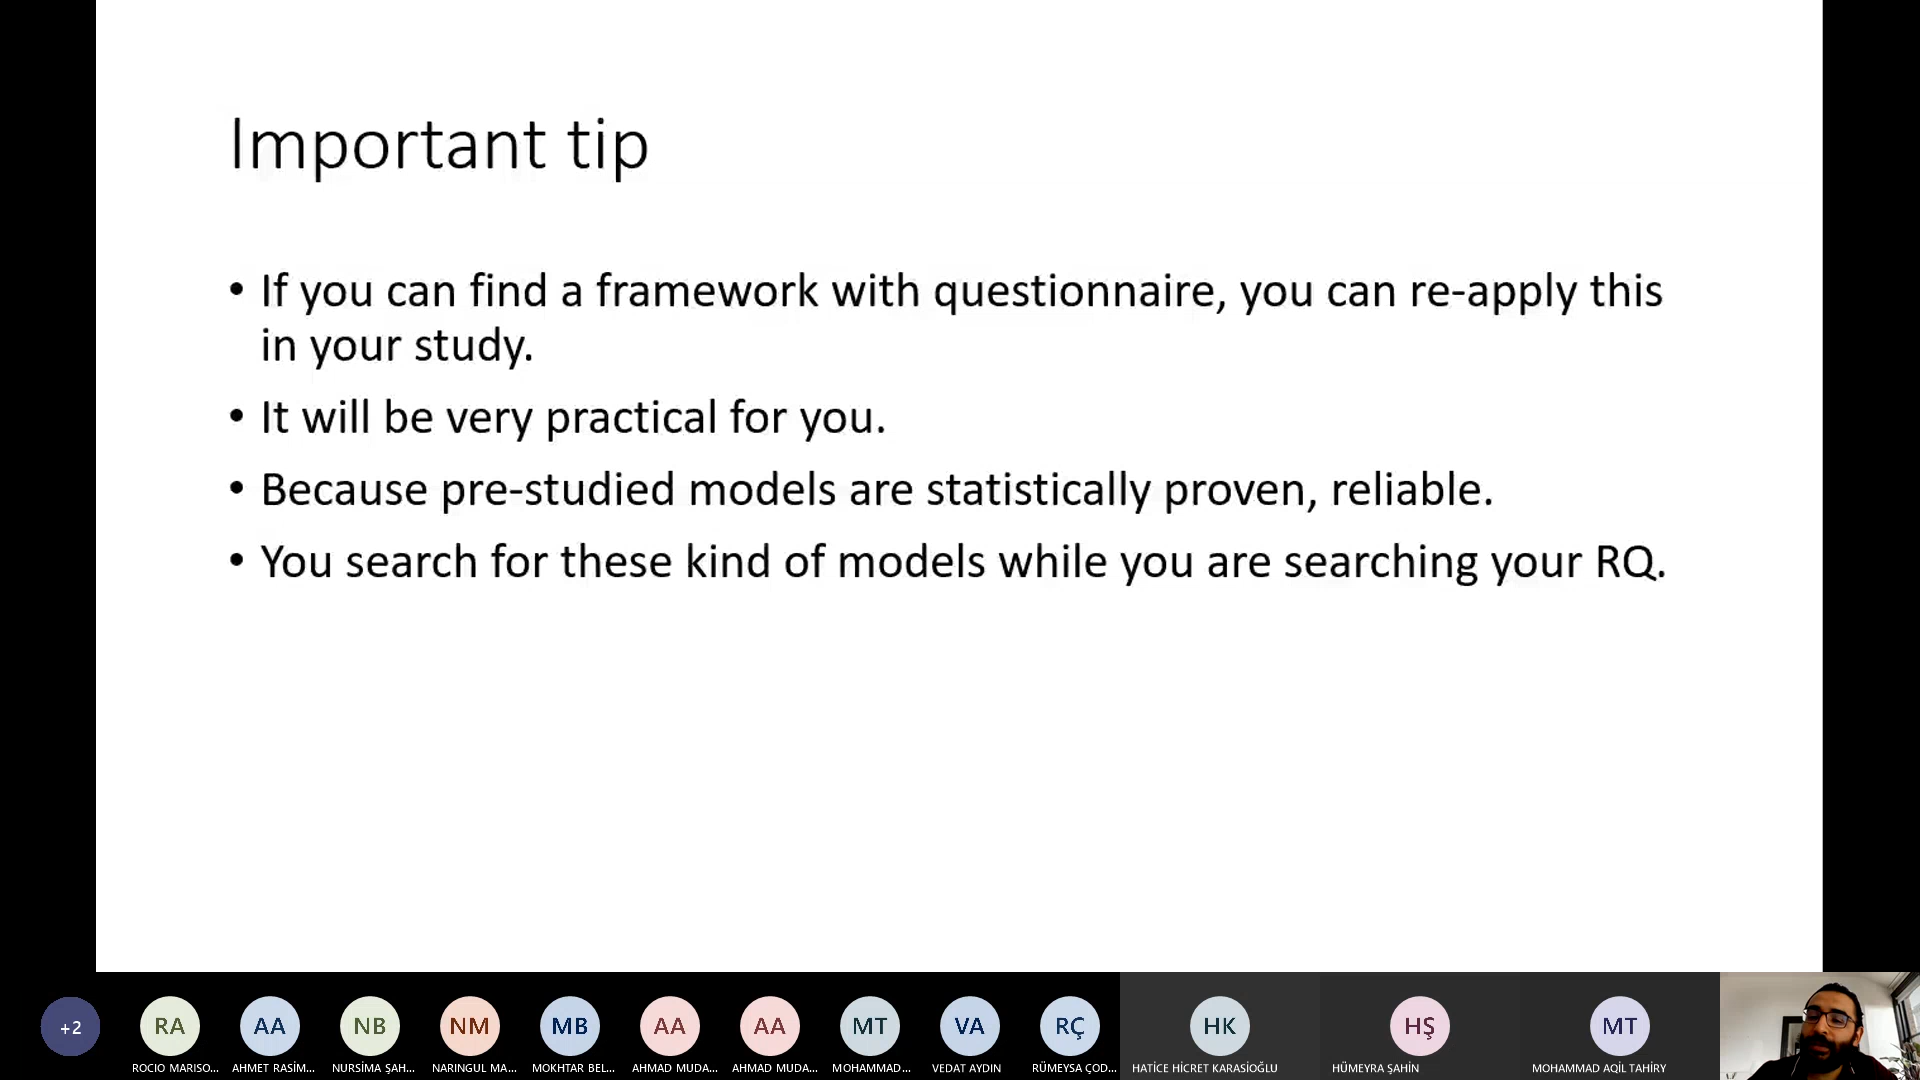 Important tip
• If you can find a framework with questionnaire, you can re-apply this
in your study.
• It will be very practical for you.
• Because pre-studied models are statistically proven, reliable.
• You search for these kind of models while you are searching your RQ.
+2
RA
AA
NB
NM
MB
AA
AA
MT
VA
RÇ
HK
HŞ
MT
ROCIO MARISO...
AHMET RASİM...
NURSİMA ŞAH...
NARINGUL MA...
MOKHTAR BEL...
AHMAD MUDA...
AHMAD MUDA...
MOHAMMAD...
VEDAT AYDIN
RÜMEYSA ÇOD...
HATİCE HİCRET KARASİOĞLU
HÜMEYRA ŞAHİN
MOHAMMAD AQİL TAHİRY